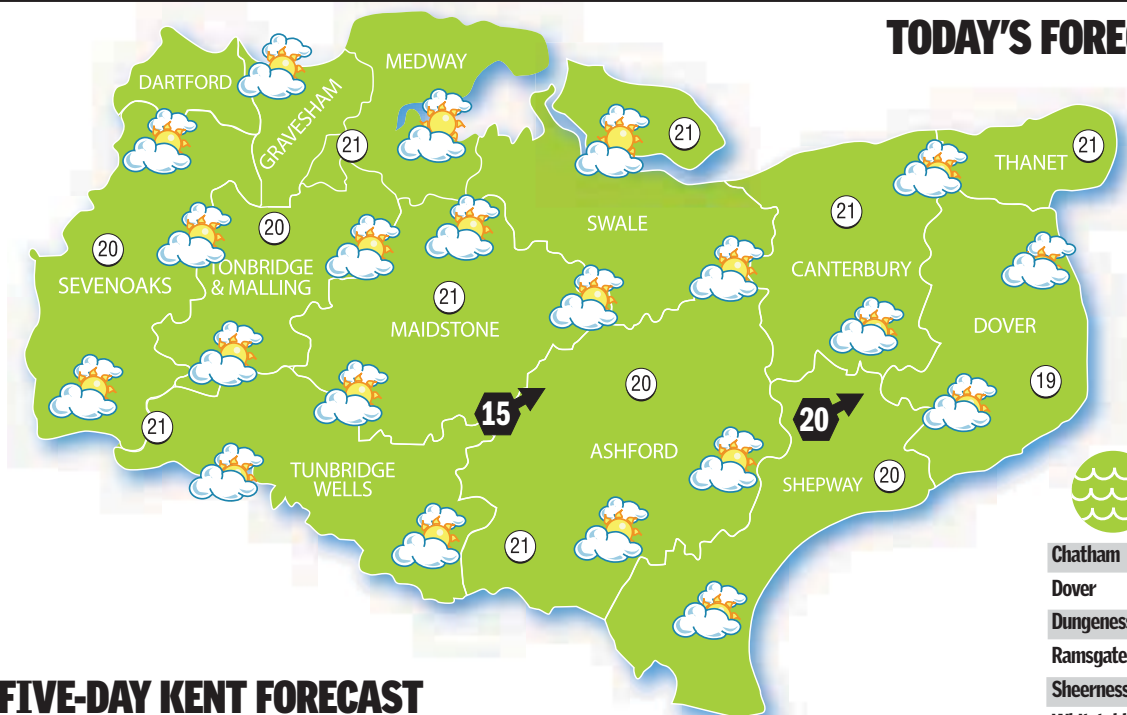 TODAY'S FORE
DARTFORD
GRAVESHAM
MEDWAY
21
21
THANET
21
20
SEVENOAKS
20
TONBRIDGE
& MALLING
21
MAIDSTONE
SWALE
21
CANTERBURY
DOVER
19
15
20
20
21
TUNBRIDGE
WELLS
ASHFORD
SHEPWAY
20
21
Chatham
Dover
Dungenes
Ramsgate
Sheerness
FIVE-DAY KENT FORECAST